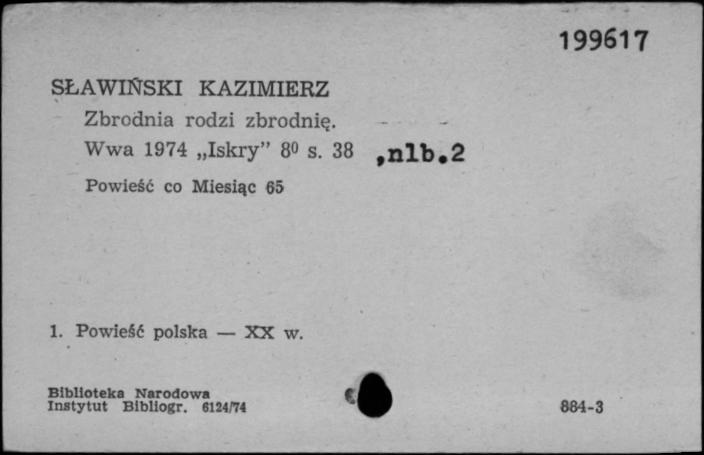 199617
SŁAWIŃSKI KAZIMIERZ
Zbrodnia rodzi zbrodnię.
Wwa 1974 „Iskry” 8⁰ s. 38 ,nlb.2
Powieść co Miesiąc 65
1. Powieść polska — XX w.
Biblioteka Narodowa
Instytut Bibliogr. 6124/74
884-3